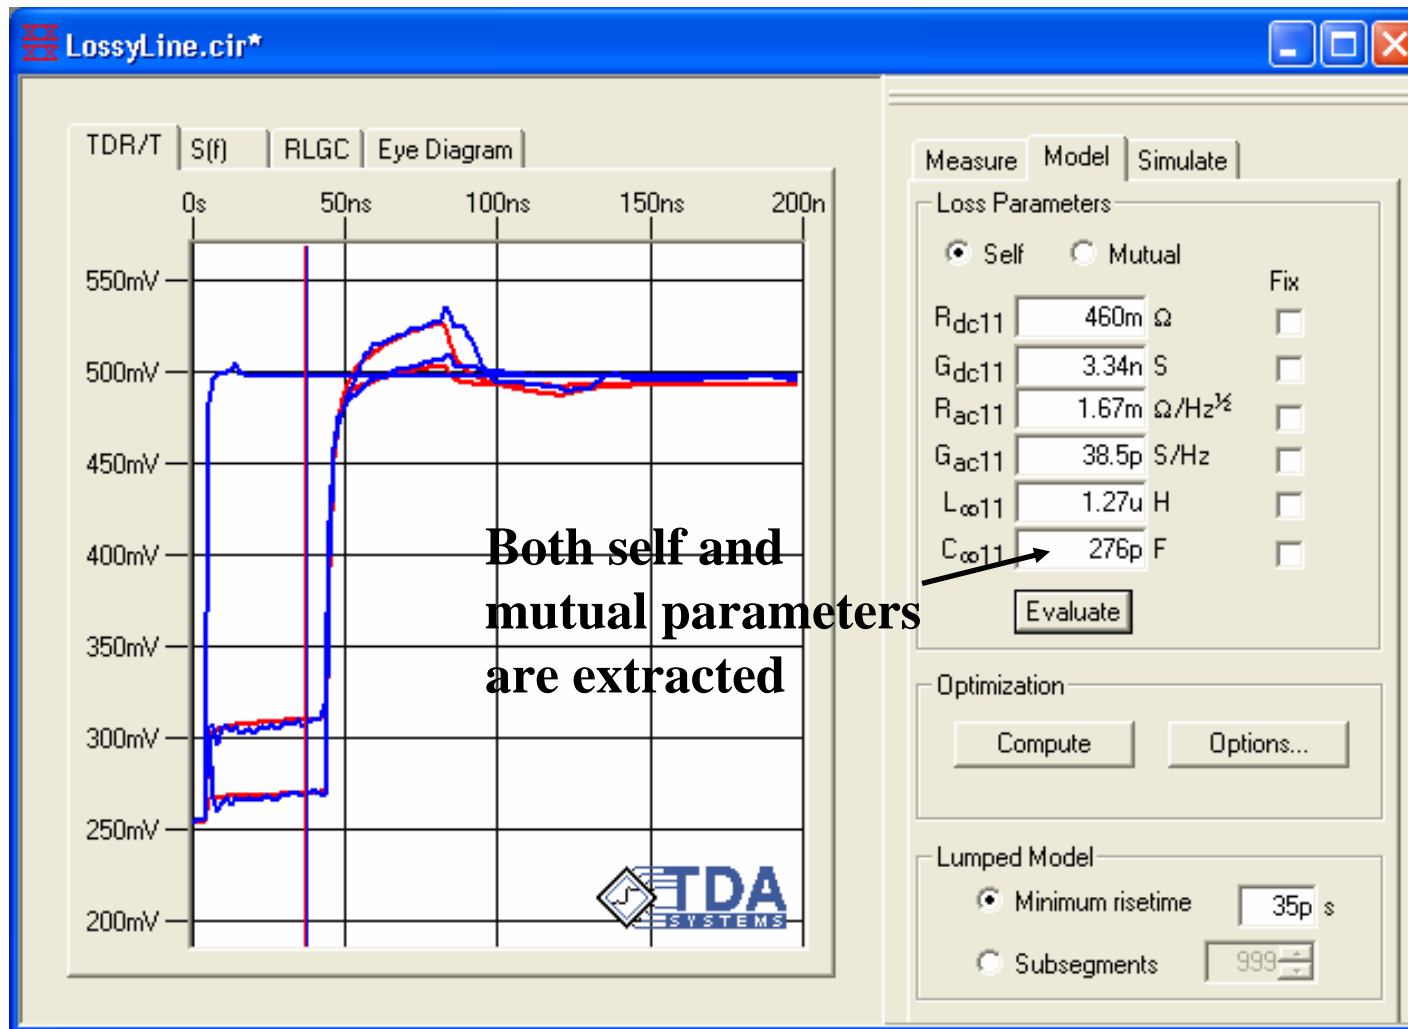 LossyLine.cir*
TDR/T S(f) RLGC Eye Diagram
0s 50ns 100ns 150ns 200n
550mV
500mV
450mV
400mV
350mV
300mV
250mV
200mV
Both self and
mutual parameters
are extracted
TDA
SYSTEMS
Measure Model Simulate
Loss Parameters
Self Mutual
Fix
Rdc11 460m Ω
Gdc11 3.34n S
Rac11 1.67m Ω/Hz½
Gac11 38.5p S/Hz
L∞11 1.27u H
C∞11 276p F
Evaluate
Optimization
Compute Options...
Lumped Model
Minimum risetime 35p s
Subsegments 999